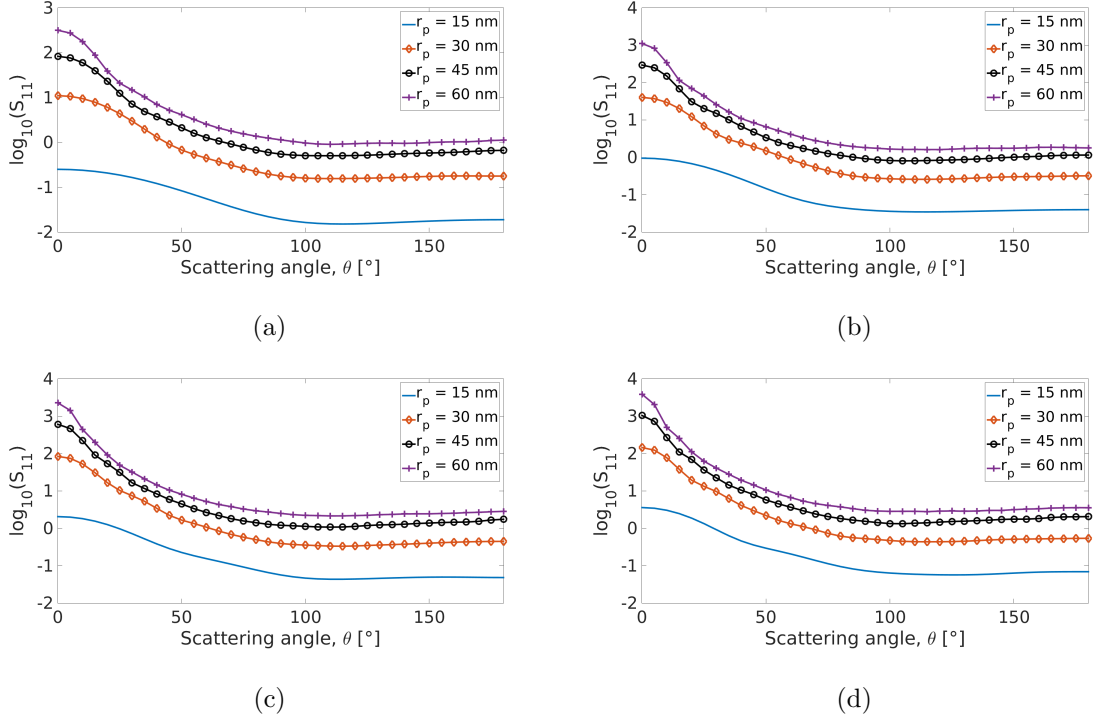 3
2
1
0
-1
-2
log10(S11)
0 50 100 150
Scattering angle, θ [°]
rp = 15 nm
rp = 30 nm
rp = 45 nm
rp = 60 nm
(a)
4
3
2
1
0
-1
-2
log10(S11)
0 50 100 150
Scattering angle, θ [°]
rp = 15 nm
rp = 30 nm
rp = 45 nm
rp = 60 nm
(b)
4
3
2
1
0
-1
-2
log10(S11)
0 50 100 150
Scattering angle, θ [°]
rp = 15 nm
rp = 30 nm
rp = 45 nm
rp = 60 nm
(c)
4
3
2
1
0
-1
-2
log10(S11)
0 50 100 150
Scattering angle, θ [°]
rp = 15 nm
rp = 30 nm
rp = 45 nm
rp = 60 nm
(d)